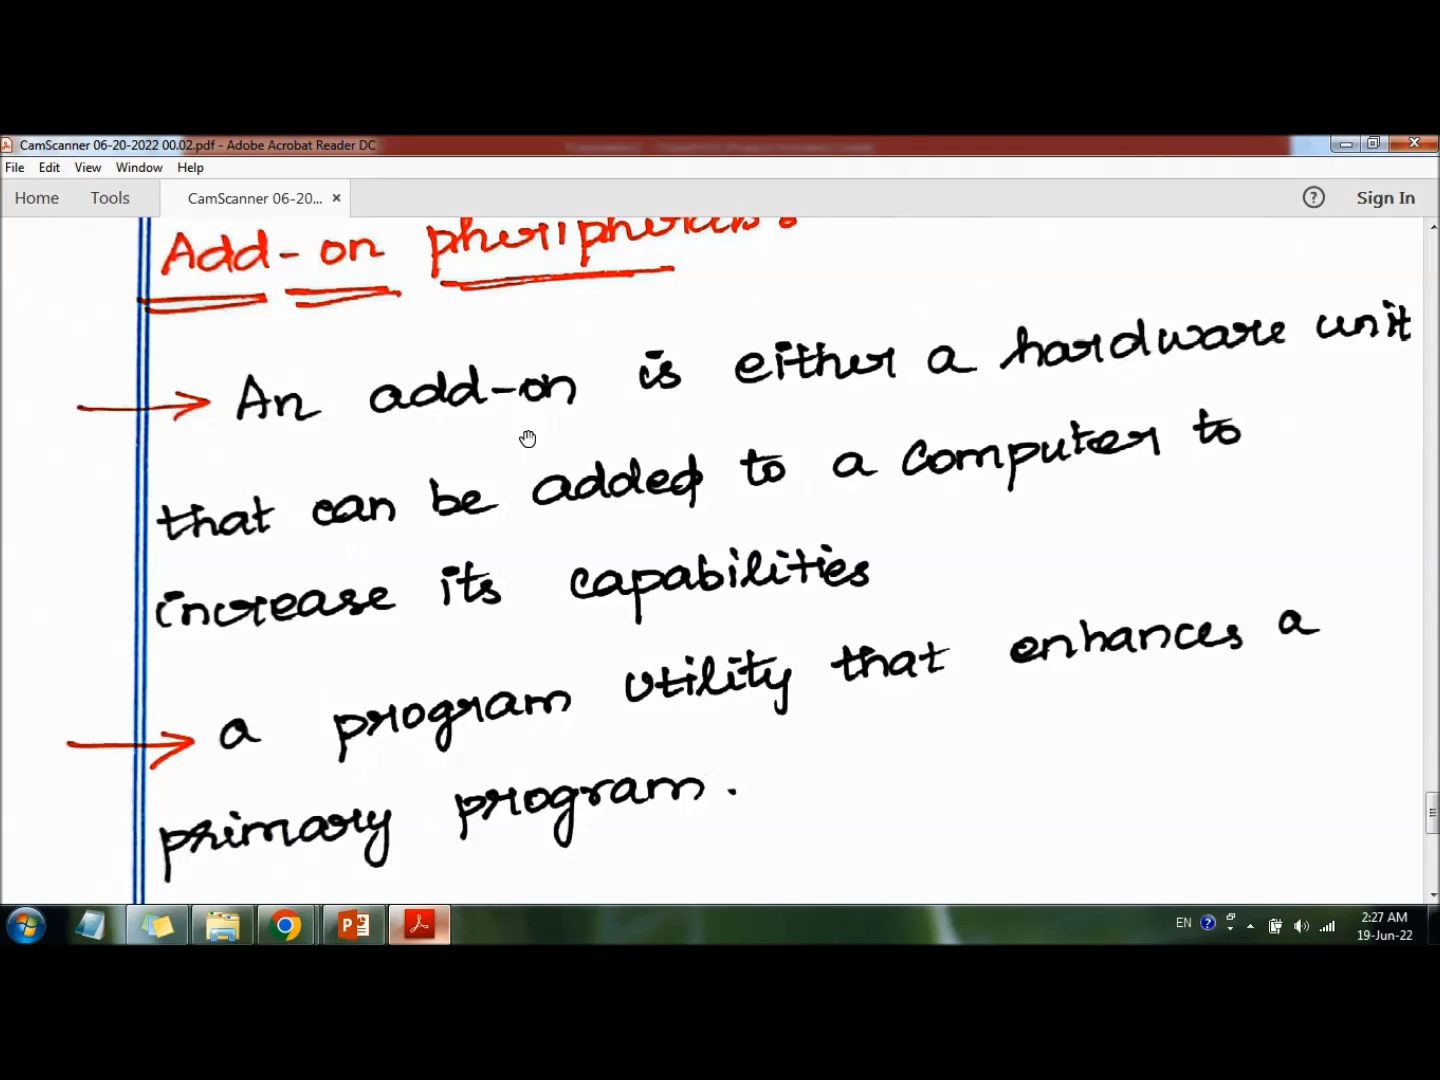 CamScanner 06-20-2022 00.02.pdf - Adobe Acrobat Reader DC
File Edit View Window Help
Home Tools CamScanner 06-20... × ? Sign In
Add-on pheripherals:
→ An add-on is either a hardware unit
that can be added to a computer to
increase its capabilities
→ a program utility that enhances a
primary program.
EN 2:27 AM
19-Jun-22